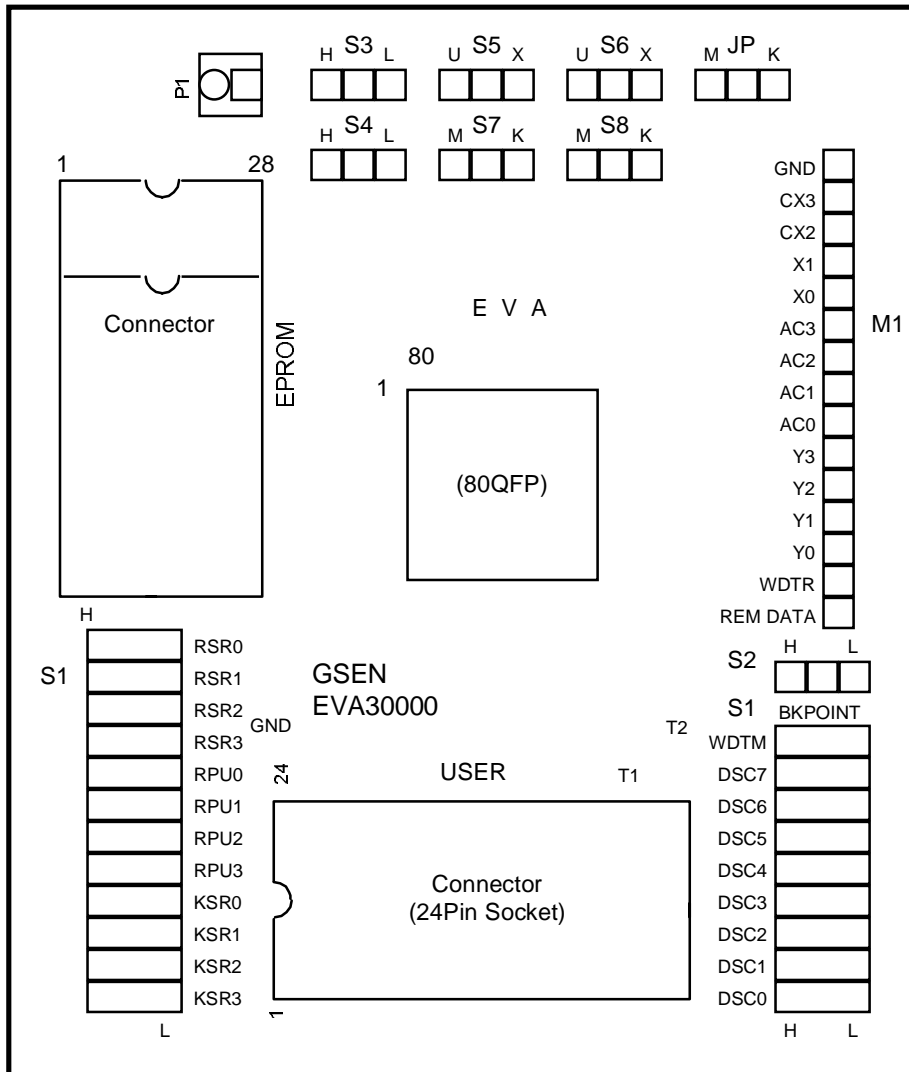 S3 S5 S6 JP
H L U X U X M K
P1
S4 S7 S8
H L M K M K
1 28
Connector
EPROM
E V A
80
1
(80QFP)
GND
CX3
CX2
X1
X0
AC3
AC2
AC1
AC0
Y3
Y2
Y1
Y0
WDTR
REM DATA
M1
H
S1
RSR0
RSR1
RSR2
RSR3
RPU0
RPU1
RPU2
RPU3
KSR0
KSR1
KSR2
KSR3
L
GSEN
EVA30000
GND
24
USER
T1
T2
Connector
(24Pin Socket)
1
S2
H L
S1 BKPOINT
WDTM
DSC7
DSC6
DSC5
DSC4
DSC3
DSC2
DSC1
DSC0
H L